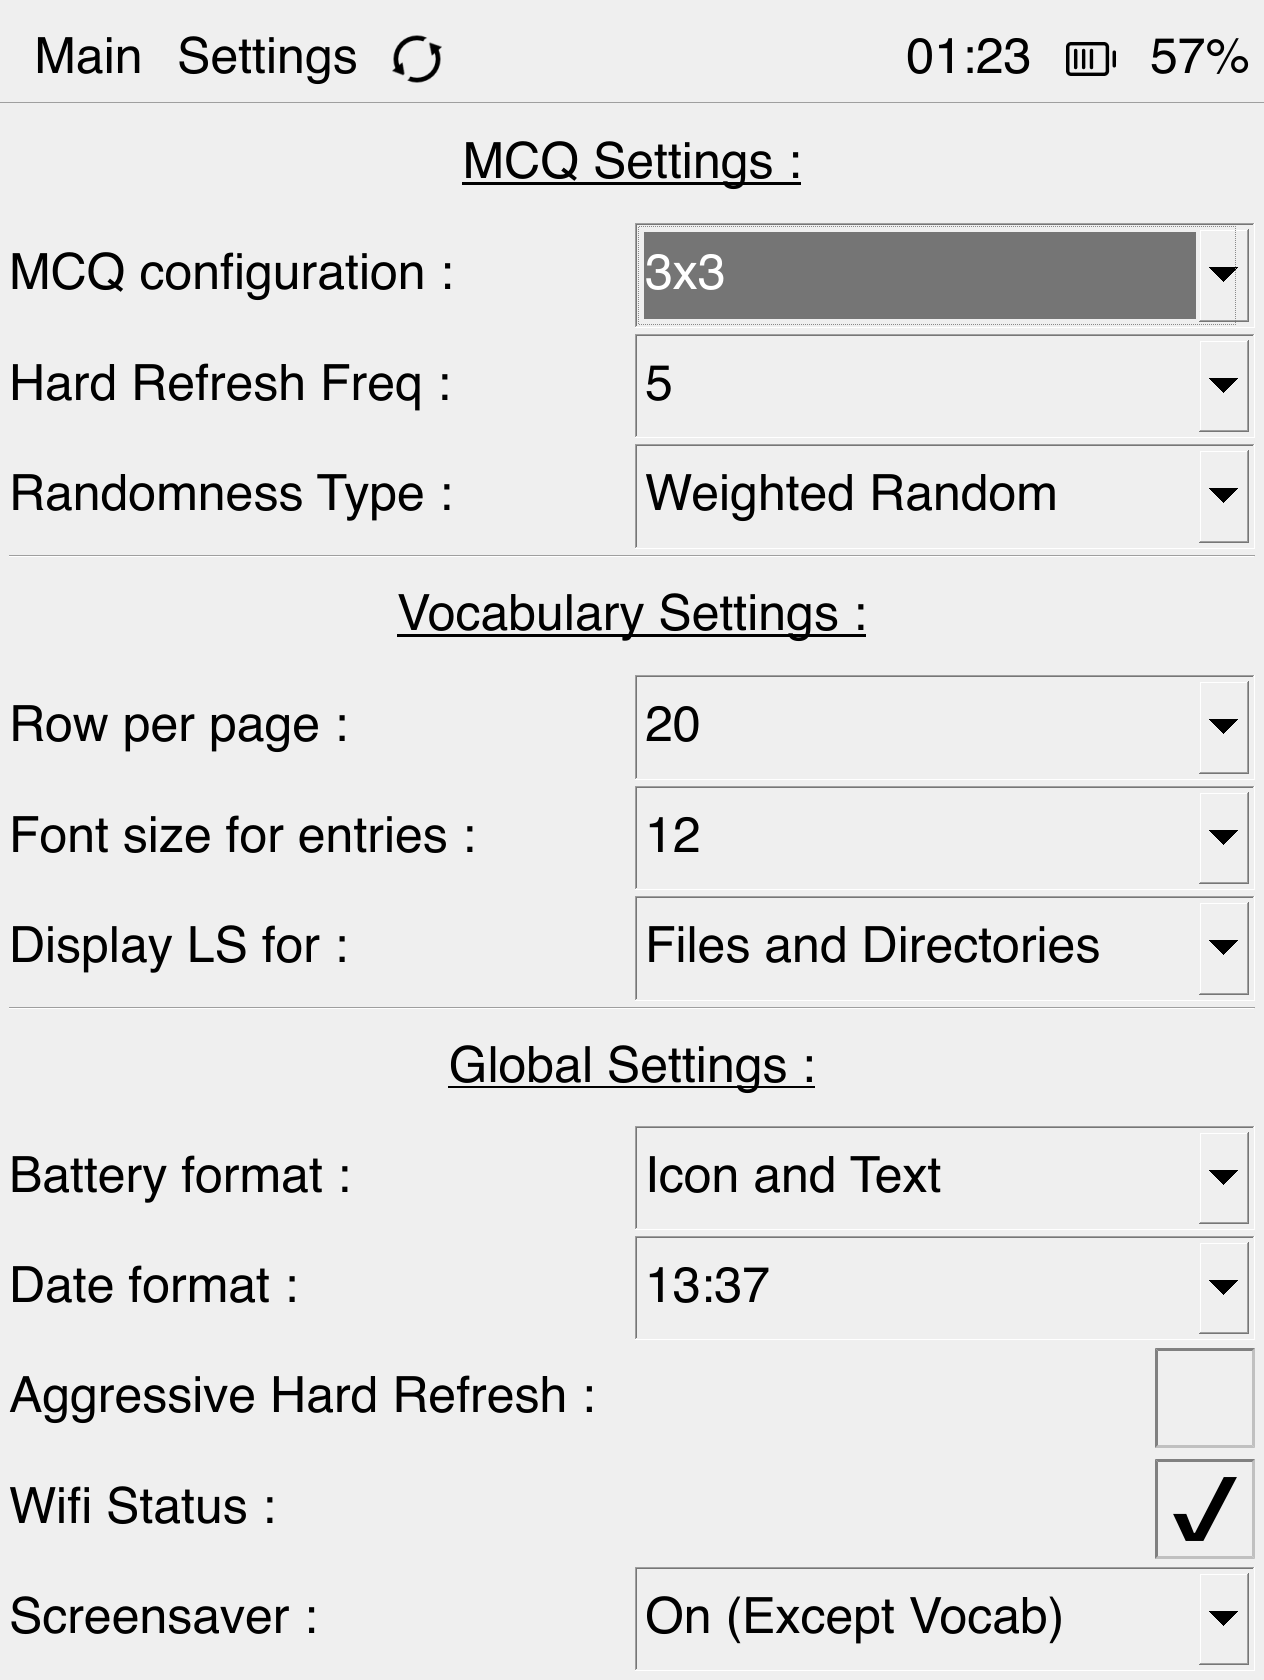 Main Settings 01:23 57%
MCQ Settings :
MCQ configuration : 3x3
Hard Refresh Freq : 5
Randomness Type : Weighted Random
Vocabulary Settings :
Row per page : 20
Font size for entries : 12
Display LS for : Files and Directories
Global Settings :
Battery format : Icon and Text
Date format : 13:37
Aggressive Hard Refresh :
Wifi Status :
Screensaver : On (Except Vocab)